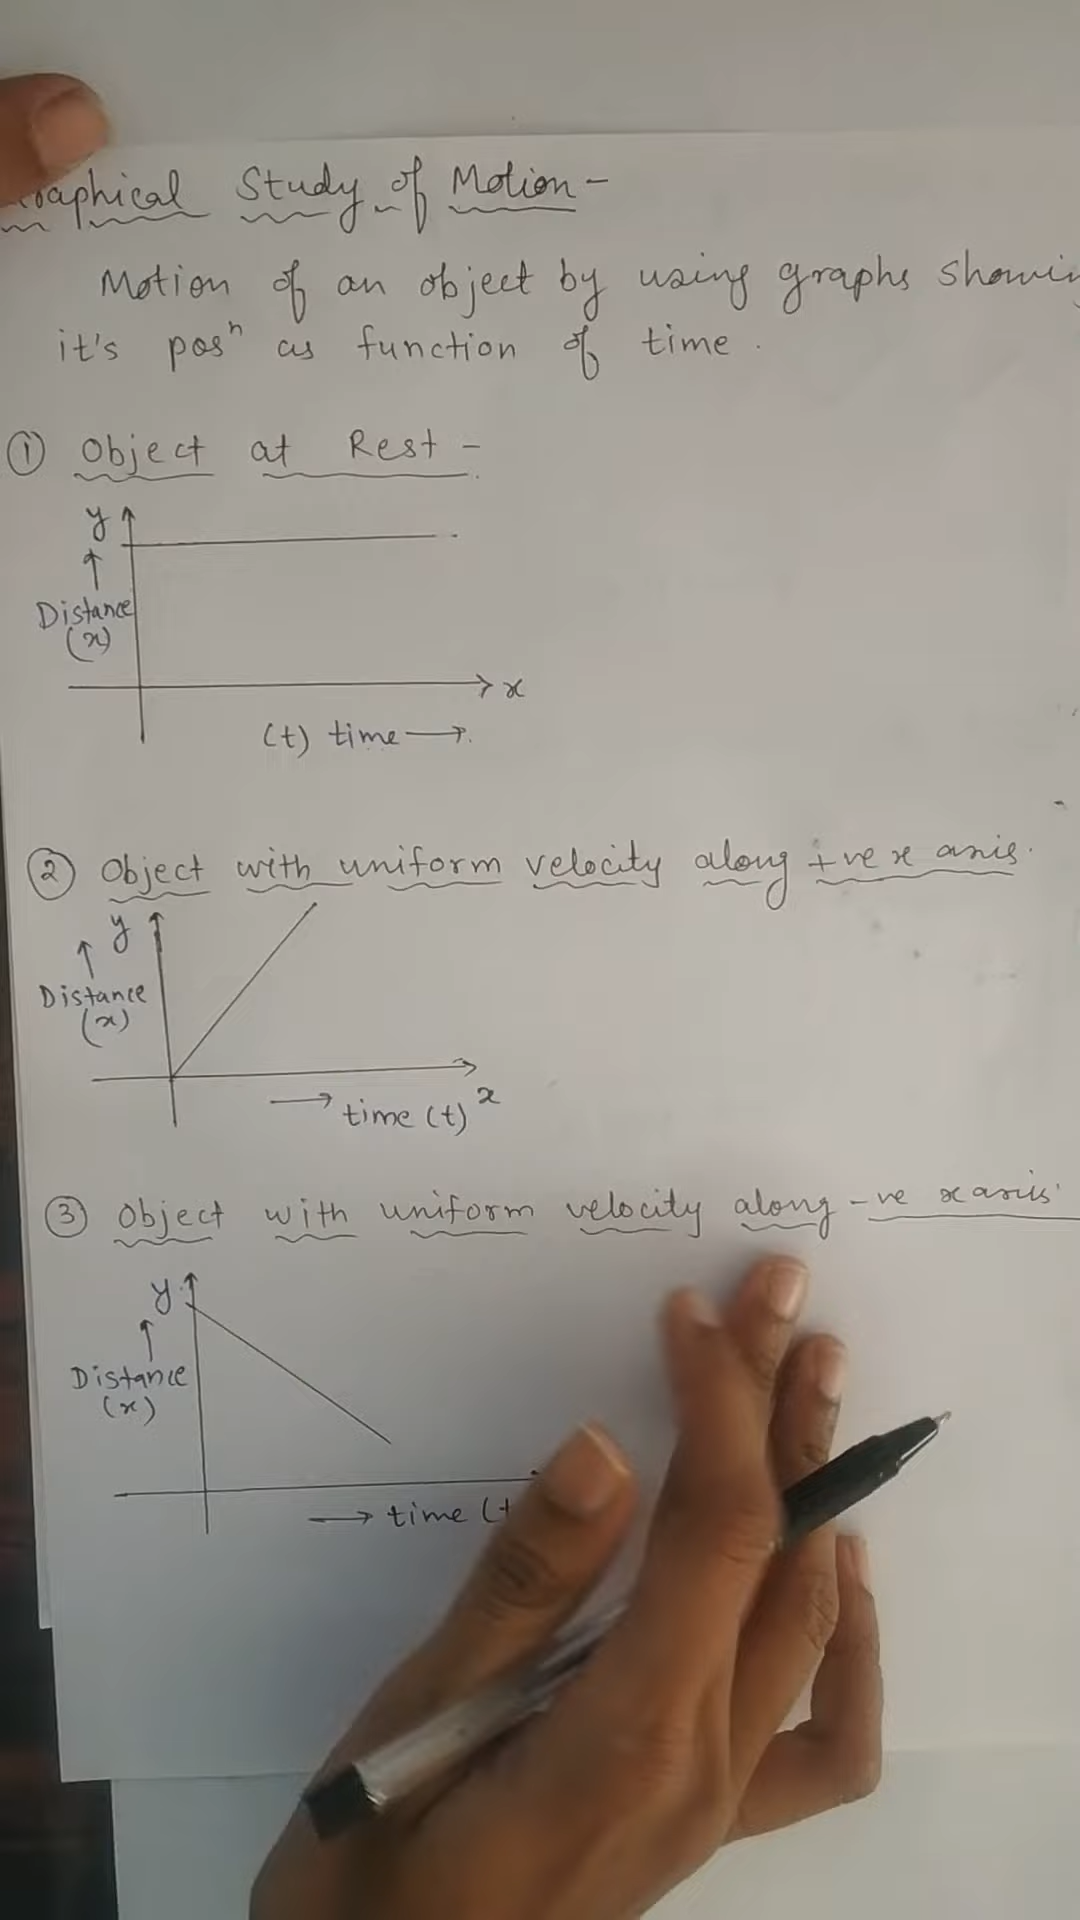 Study of Motion -
Motion of an object by using graphs
it's posⁿ as function of time .
① Object at Rest -
y
Distance
(x)
x
(t) time →
② Object with uniform velocity along +ve x axis.
y
Distance
(x)
x
→ time (t)
③ Object with uniform velocity along -ve x axis.
y
Distance
(x)
→ time